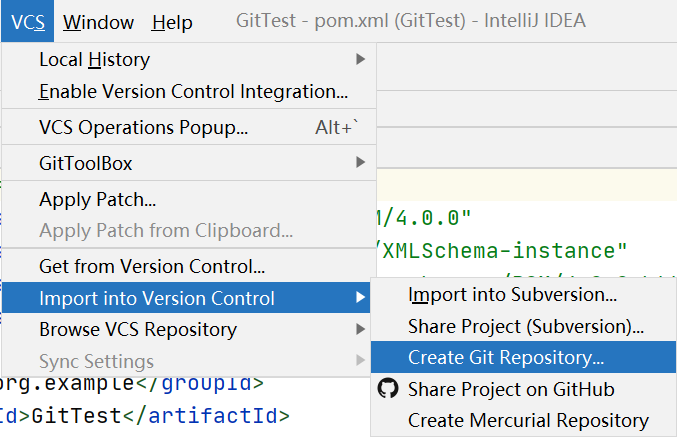 VCS Window Help GitTest - pom.xml (GitTest) - IntelliJ IDEA
Local History
Enable Version Control Integration...
VCS Operations Popup... Alt+`
GitToolBox
Apply Patch...
/4.0.0"
Apply Patch from Clipboard...
/XMLSchema-instance"
Get from Version Control...
Import into Version Control
Import into Subversion...
Browse VCS Repository
Share Project (Subversion)...
Sync Settings
Create Git Repository...
org.example</groupId>
Share Project on GitHub
Id>GitTest</artifactId>
Create Mercurial Repository